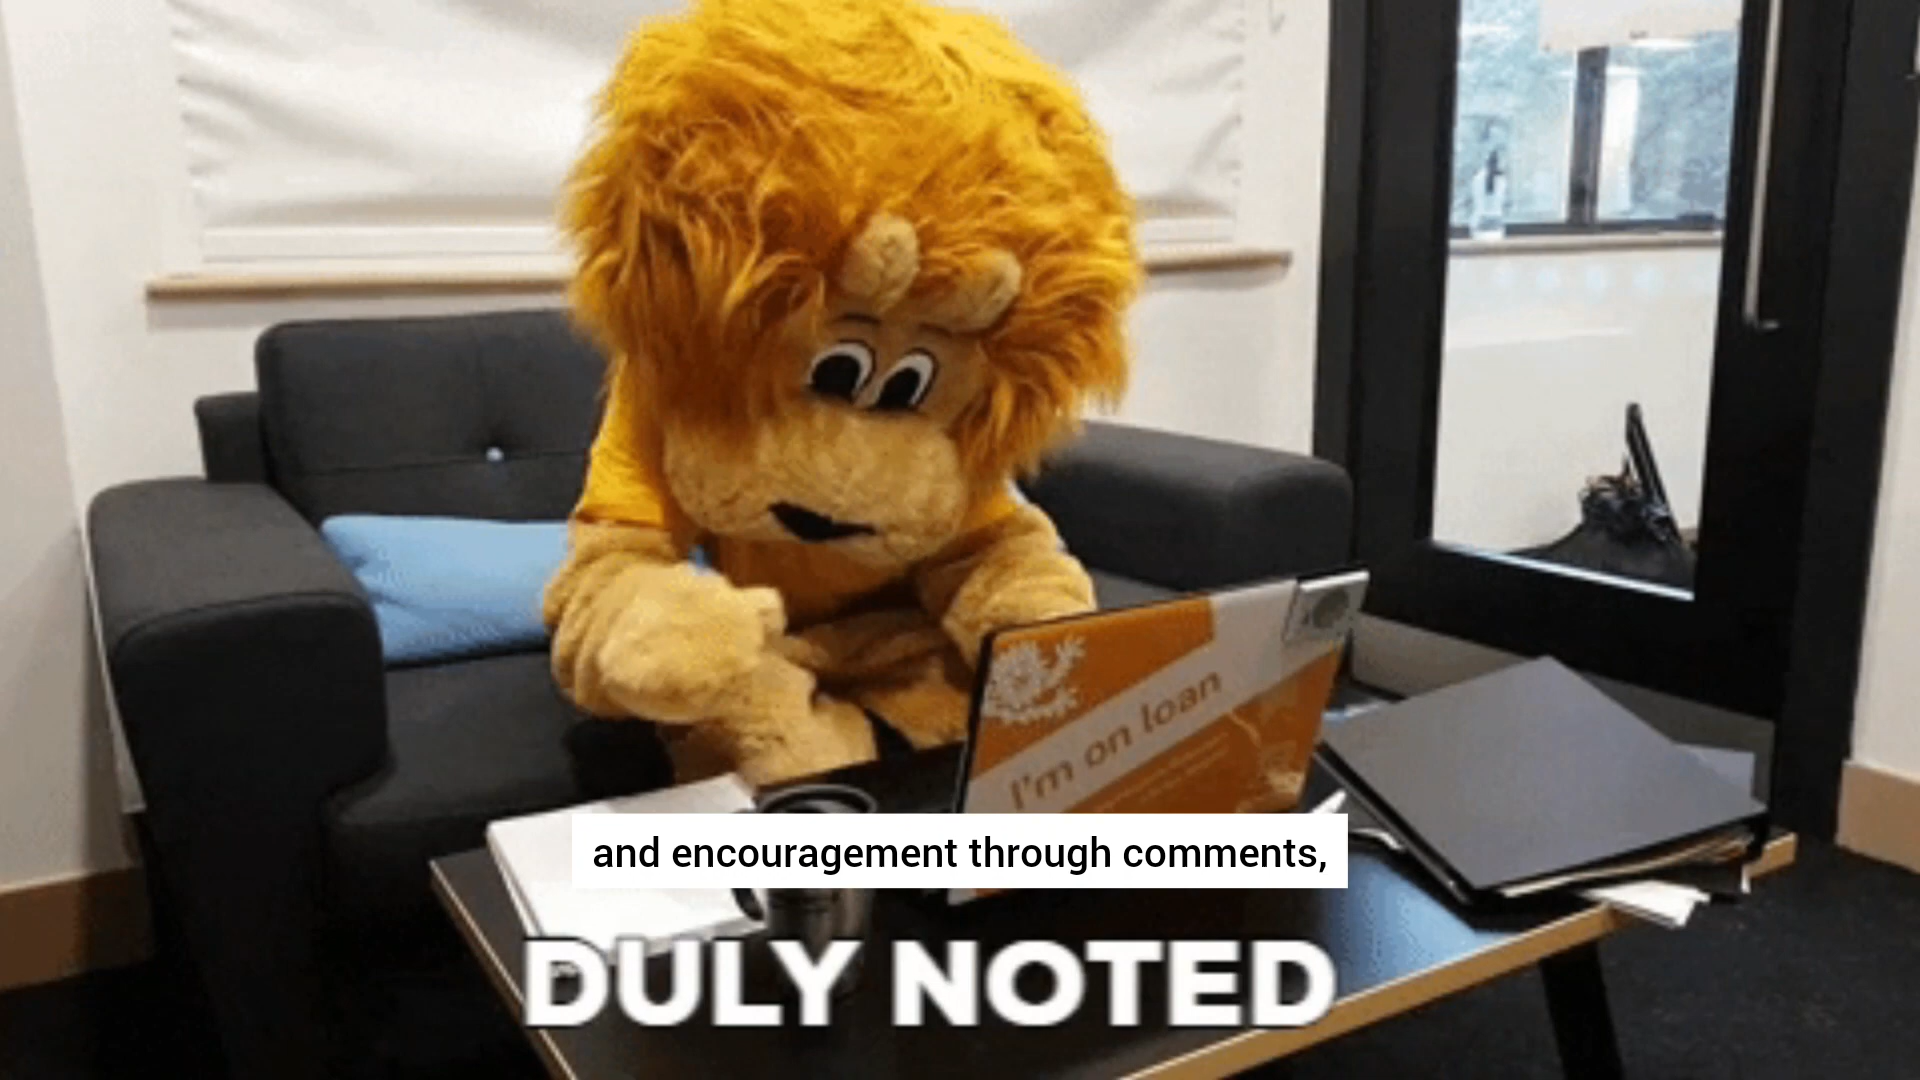 I'm on loan
and encouragement through comments,
DULY NOTED